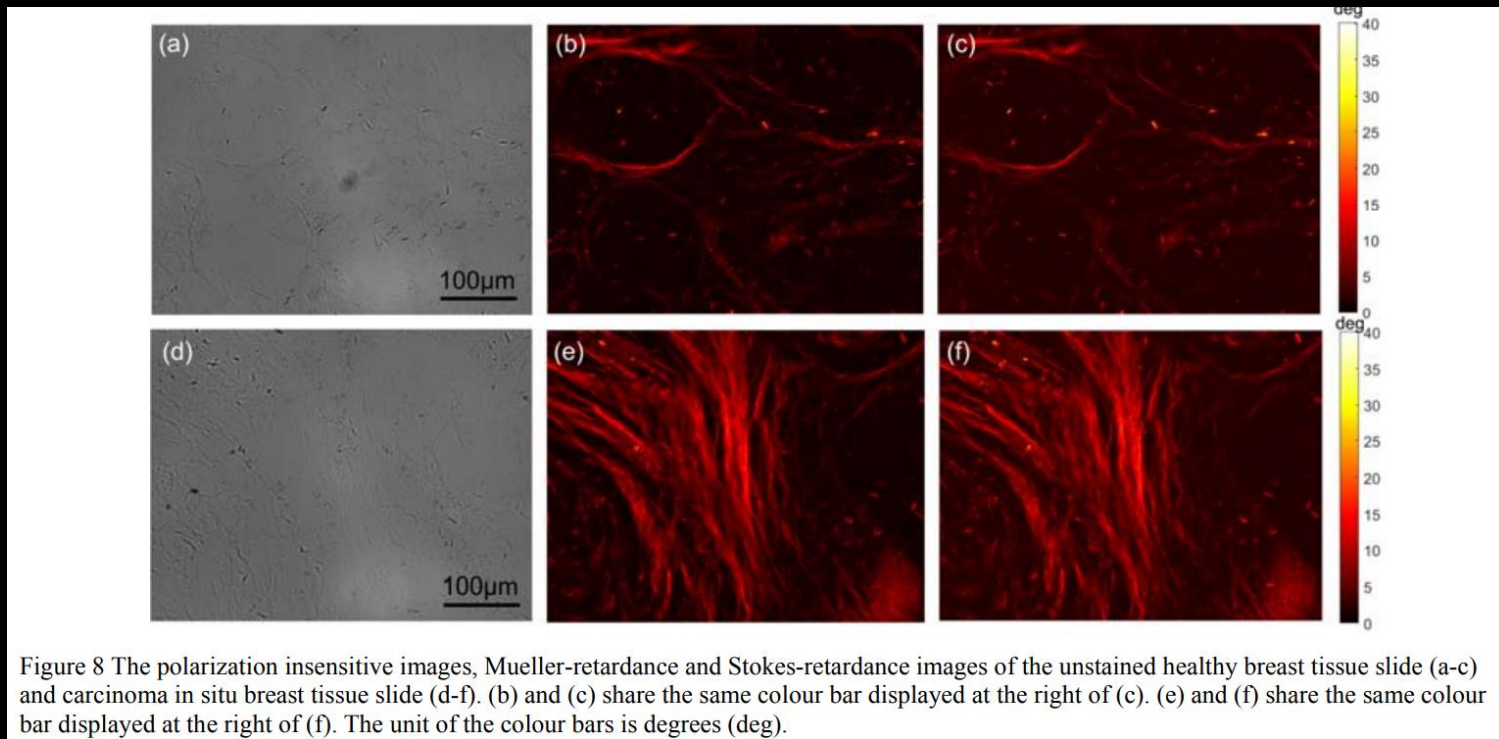 deg
(a)
(b)
(c)
40
35
30
25
20
15
10
5
0
100µm
deg
(d)
(e)
(f)
40
35
30
25
20
15
10
5
0
100µm
Figure 8 The polarization insensitive images, Mueller-retardance and Stokes-retardance images of the unstained healthy breast tissue slide (a-c)
and carcinoma in situ breast tissue slide (d-f). (b) and (c) share the same colour bar displayed at the right of (c). (e) and (f) share the same colour
bar displayed at the right of (f). The unit of the colour bars is degrees (deg).